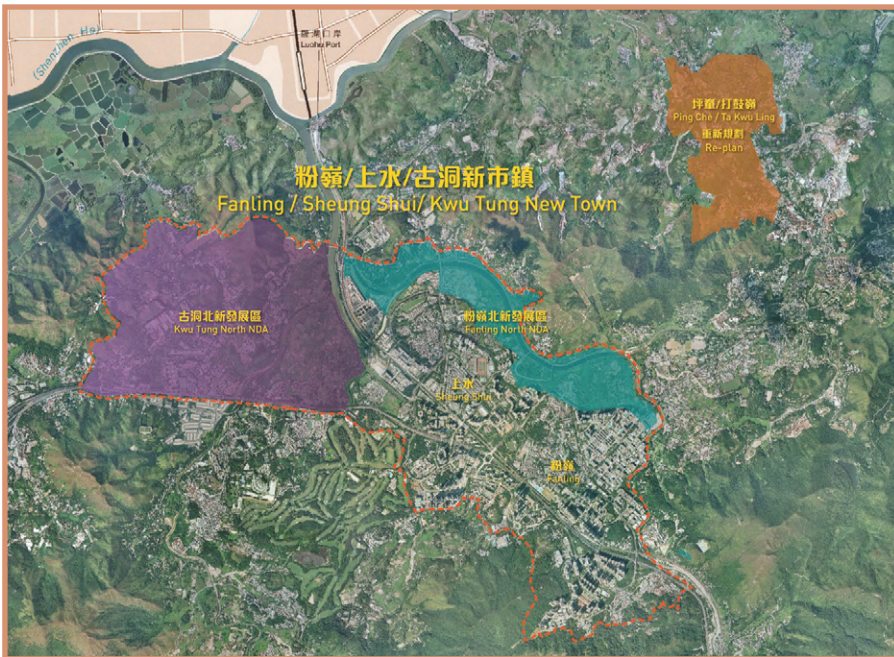 (Shenzhen He)
羅湖口岸
Luohu Port
坪輋/打鼓嶺
Ping Che / Ta Kwu Ling
重新規劃
Re-plan
粉嶺/上水/古洞新市鎮
Fanling / Sheung Shui/ Kwu Tung New Town
古洞北新發展區
Kwu Tung North NDA
粉嶺北新發展區
Fanling North NDA
上水
Sheung Shui
粉嶺
Fanling